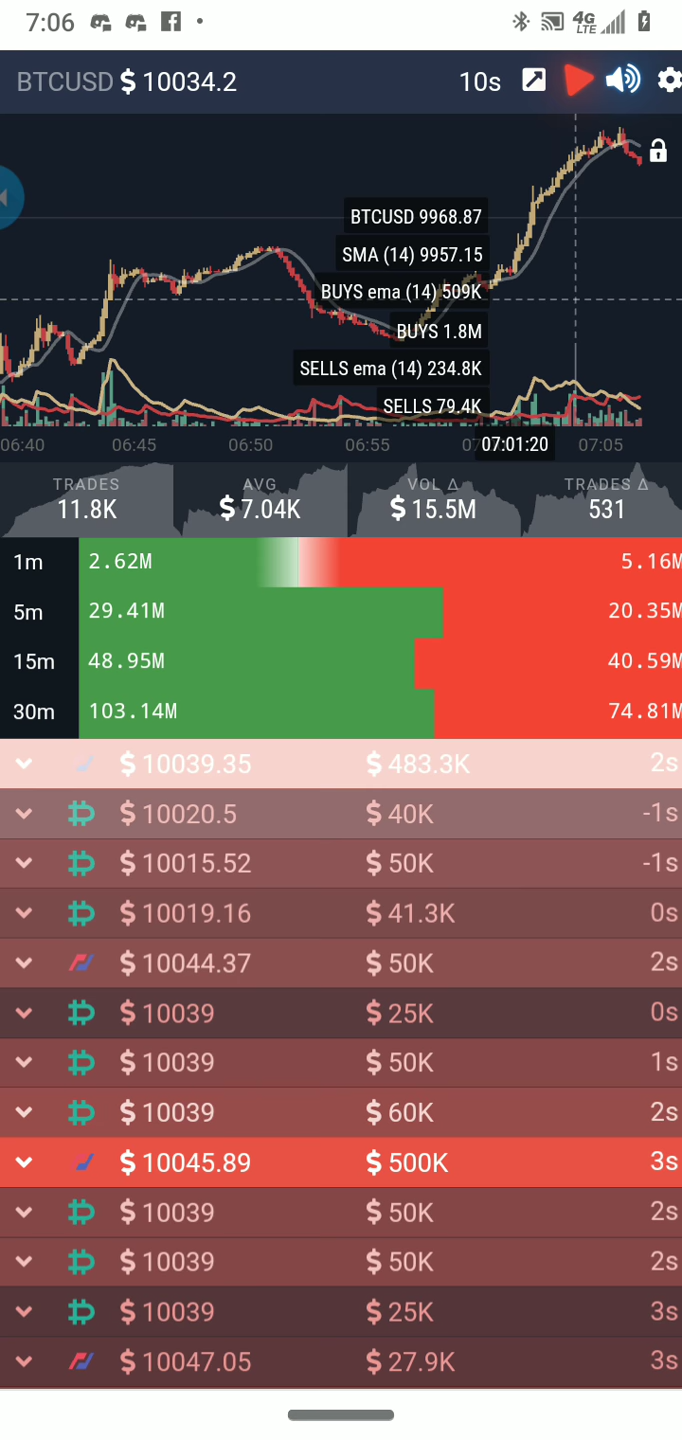 7:06 4G LTE
BTCUSD $ 10034.2 10s
BTCUSD 9968.87
SMA (14) 9957.15
BUYS ema (14) 509K
BUYS 1.8M
SELLS ema (14) 234.8K
SELLS 79.4K
06:40 06:45 06:50 06:55 07:01:20 07:05
TRADES AVG VOL Δ TRADES Δ
11.8K $ 7.04K $ 15.5M 531
1m 2.62M 5.16M
5m 29.41M 20.35M
15m 48.95M 40.59M
30m 103.14M 74.81M
$ 10039.35 $ 483.3K 2s
$ 10020.5 $ 40K -1s
$ 10015.52 $ 50K -1s
$ 10019.16 $ 41.3K 0s
$ 10044.37 $ 50K 2s
$ 10039 $ 25K 0s
$ 10039 $ 50K 1s
$ 10039 $ 60K 2s
$ 10045.89 $ 500K 3s
$ 10039 $ 50K 2s
$ 10039 $ 50K 2s
$ 10039 $ 25K 3s
$ 10047.05 $ 27.9K 3s